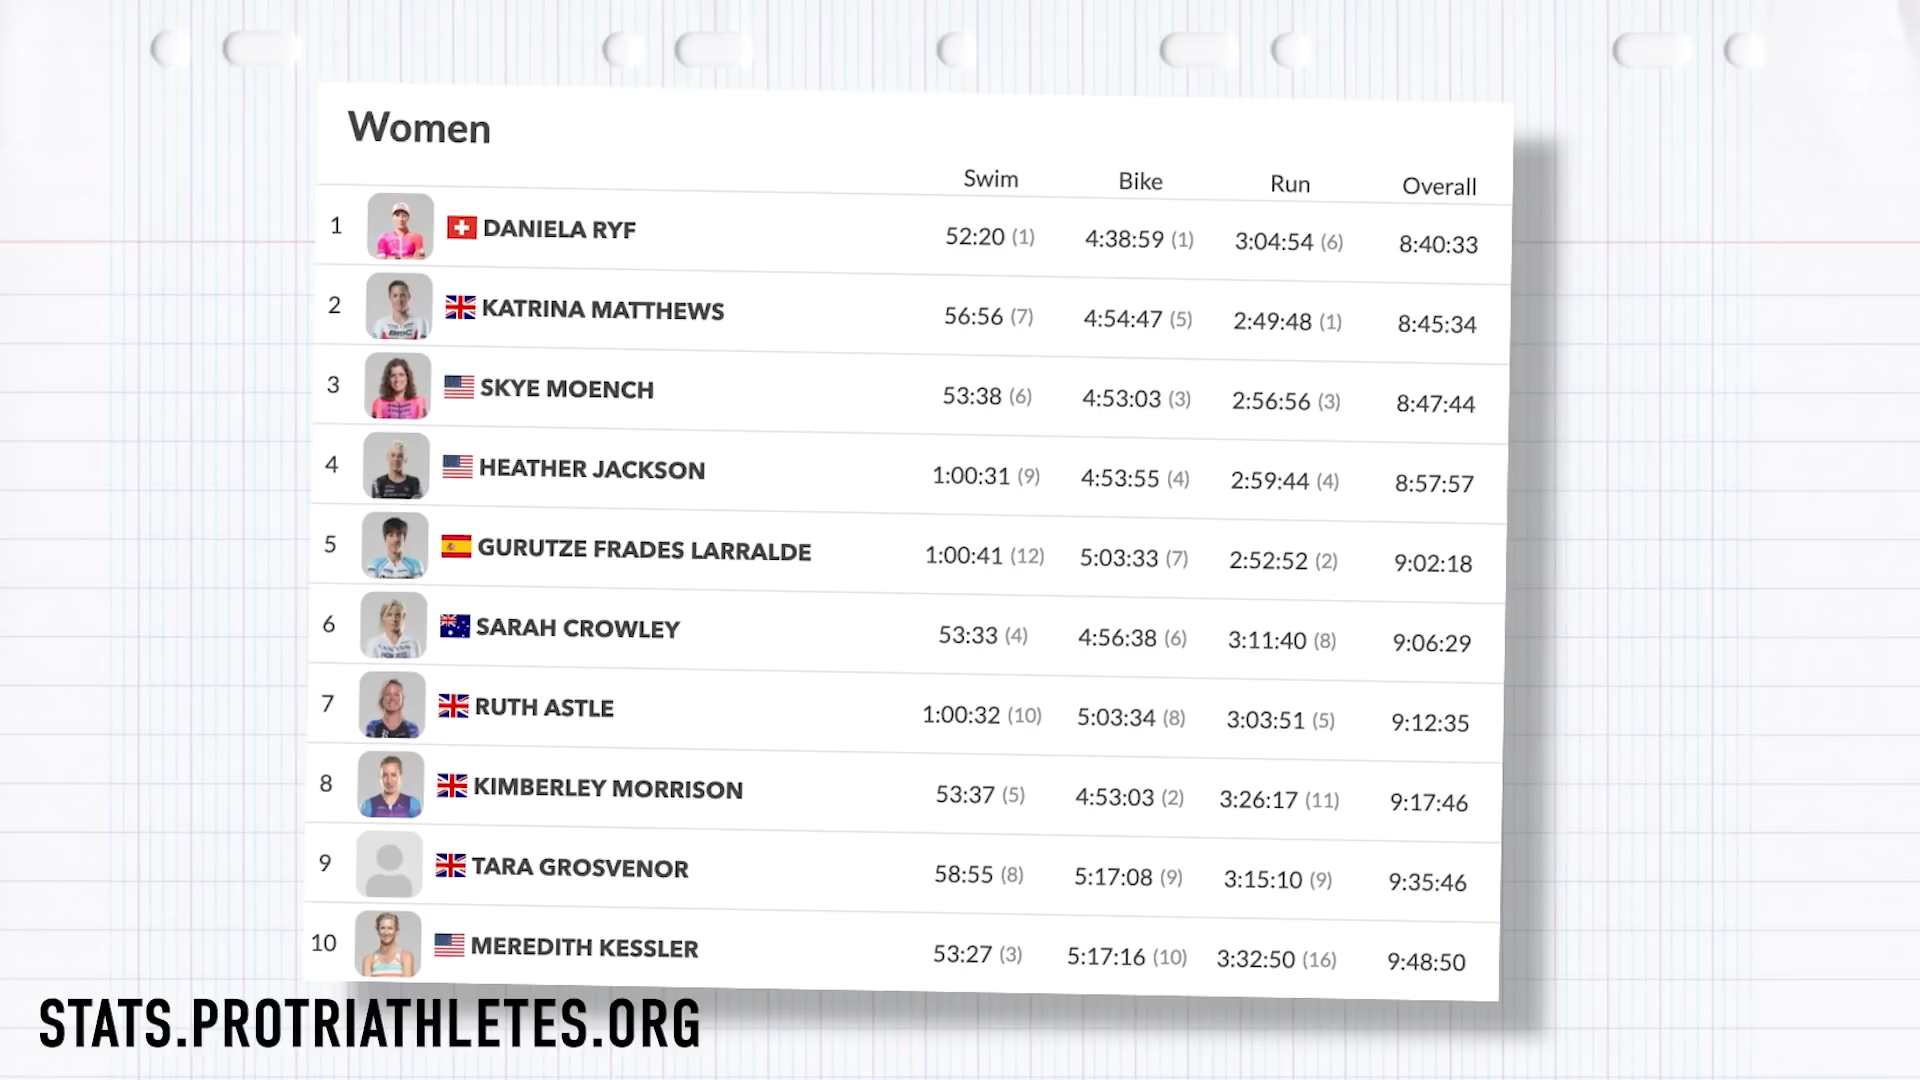 Women
Swim Bike Run Overall
1 DANIELA RYF 52:20 (1) 4:38:59 (1) 3:04:54 (6) 8:40:33
2 KATRINA MATTHEWS 56:56 (7) 4:54:47 (5) 2:49:48 (1) 8:45:34
3 SKYE MOENCH 53:38 (6) 4:53:03 (3) 2:56:56 (3) 8:47:44
4 HEATHER JACKSON 1:00:31 (9) 4:53:55 (4) 2:59:44 (4) 8:57:57
5 GURUTZE FRADES LARRALDE 1:00:41 (12) 5:03:33 (7) 2:52:52 (2) 9:02:18
6 SARAH CROWLEY 53:33 (4) 4:56:38 (6) 3:11:40 (8) 9:06:29
7 RUTH ASTLE 1:00:32 (10) 5:03:34 (8) 3:03:51 (5) 9:12:35
8 KIMBERLEY MORRISON 53:37 (5) 4:53:03 (2) 3:26:17 (11) 9:17:46
9 TARA GROSVENOR 58:55 (8) 5:17:08 (9) 3:15:10 (9) 9:35:46
10 MEREDITH KESSLER 53:27 (3) 5:17:16 (10) 3:32:50 (16) 9:48:50
STATS.PROTRIATHLETES.ORG